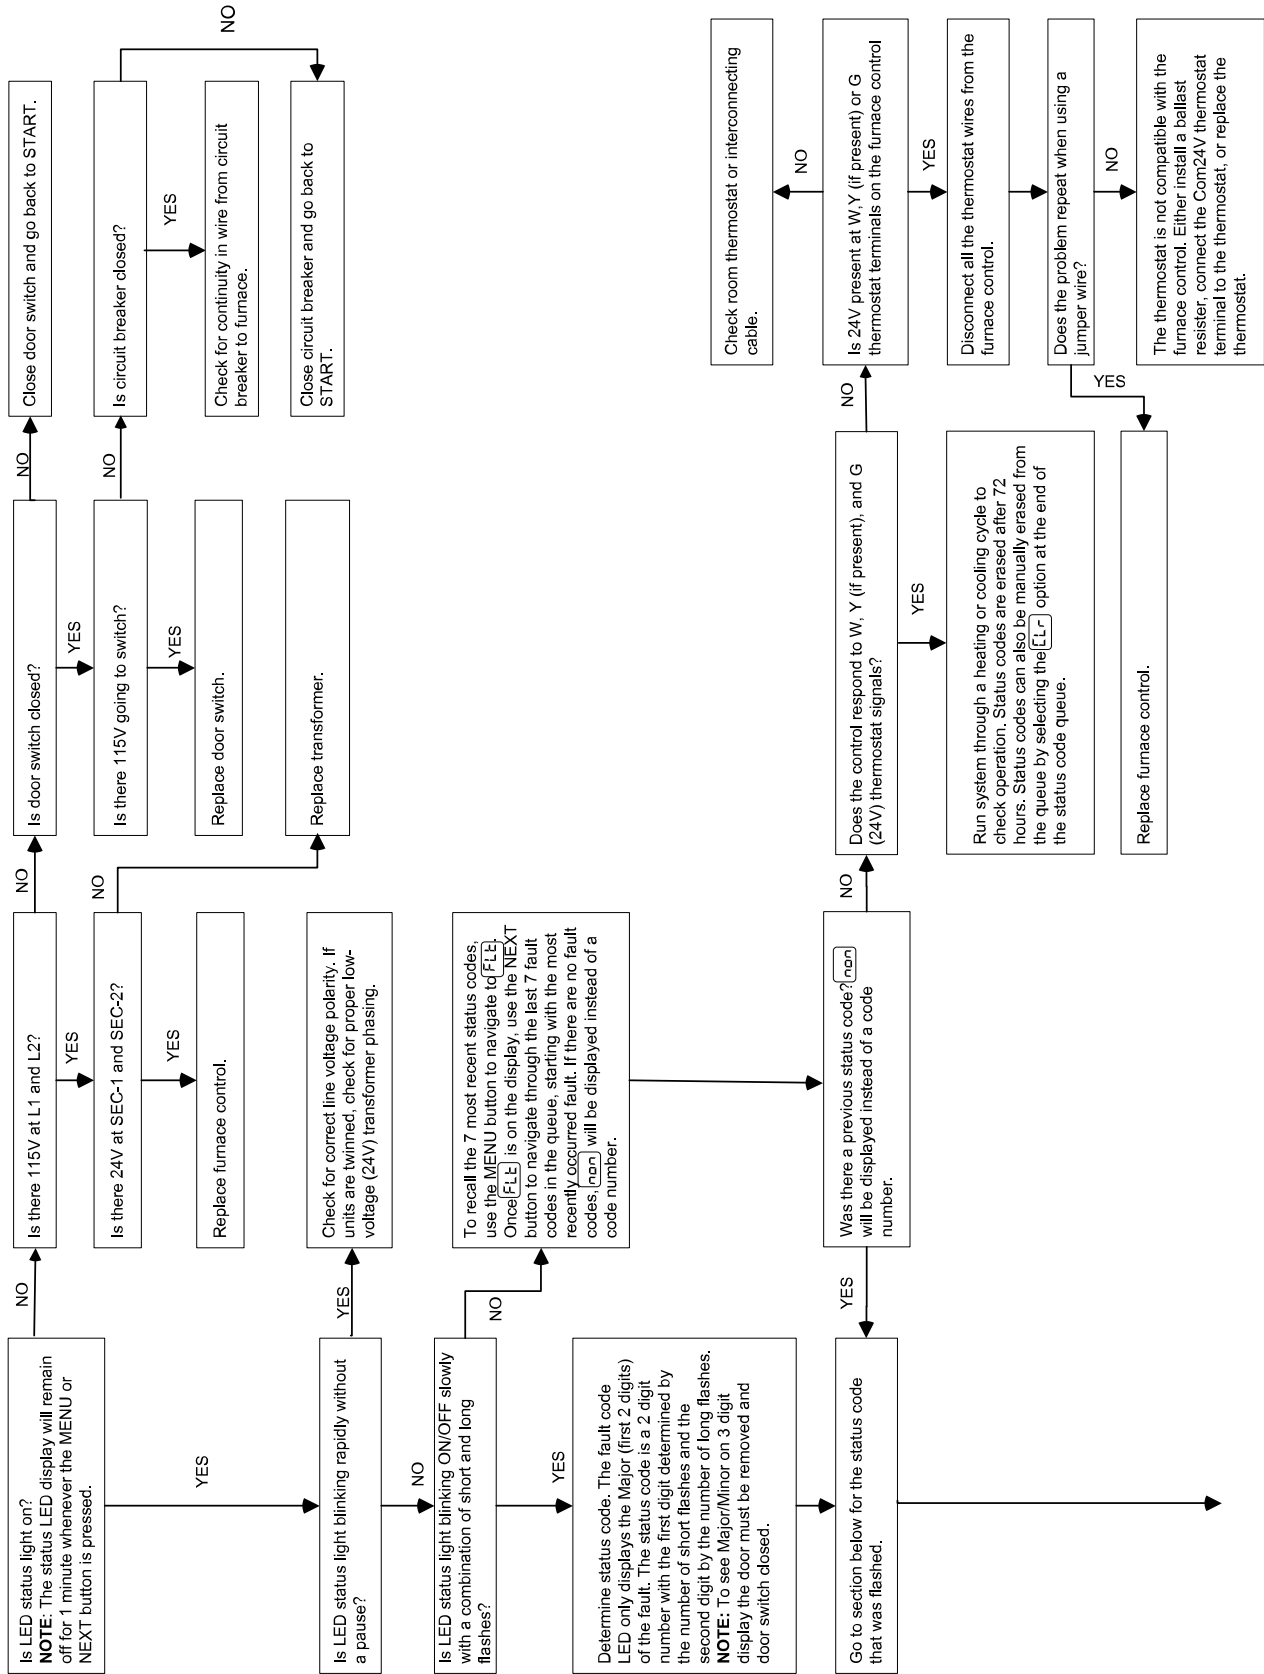 Is LED status light on?
NOTE: The status LED display will remain
off for 1 minute whenever the MENU or
NEXT button is pressed.
NO
Is there 115V at L1 and L2?
NO
Is door switch closed?
NO
Close door switch and go back to START.
YES
YES
Is there 24V at SEC-1 and SEC-2?
NO
Is there 115V going to switch?
NO
Is circuit breaker closed?
NO
YES
YES
YES
Replace furnace control.
Replace door switch.
Check for continuity in wire from circuit
breaker to furnace.
Replace transformer.
Close circuit breaker and go back to
START.
YES
Is LED status light blinking rapidly without
a pause?
YES
Check for correct line voltage polarity. If
units are twinned, check for proper low-
voltage (24V) transformer phasing.
NO
Is LED status light blinking ON/OFF slowly
with a combination of short and long
flashes?
NO
To recall the 7 most recent status codes,
use the MENU button to navigate to FLt.
Once FLt is on the display, use the NEXT
button to navigate through the last 7 fault
codes in the queue, starting with the most
recently occurred fault. If there are no fault
codes, non will be displayed instead of a
code number.
YES
Determine status code. The fault code
LED only displays the Major (first 2 digits)
of the fault. The status code is a 2 digit
number with the first digit determined by
the number of short flashes and the
second digit by the number of long flashes.
NOTE: To see Major/Minor on 3 digit
display the door must be removed and
door switch closed.
Go to section below for the status code
that was flashed.
YES
Was there a previous status code? non
will be displayed instead of a code
number.
NO
Does the control respond to W, Y (if present), and G
(24V) thermostat signals?
NO
Is 24V present at W,Y (if present) or G
thermostat terminals on the furnace control
NO
Check room thermostat or interconnecting
cable.
YES
YES
Run system through a heating or cooling cycle to
check operation. Status codes are erased after 72
hours. Status codes can also be manually erased from
the queue by selecting the CLr option at the end of
the status code queue.
Disconnect all the thermostat wires from the
furnace control.
Does the problem repeat when using a
jumper wire?
YES
NO
Replace furnace control.
The thermostat is not compatible with the
furnace control. Either install a ballast
resister, connect the Com24V thermostat
terminal to the thermostat, or replace the
thermostat.